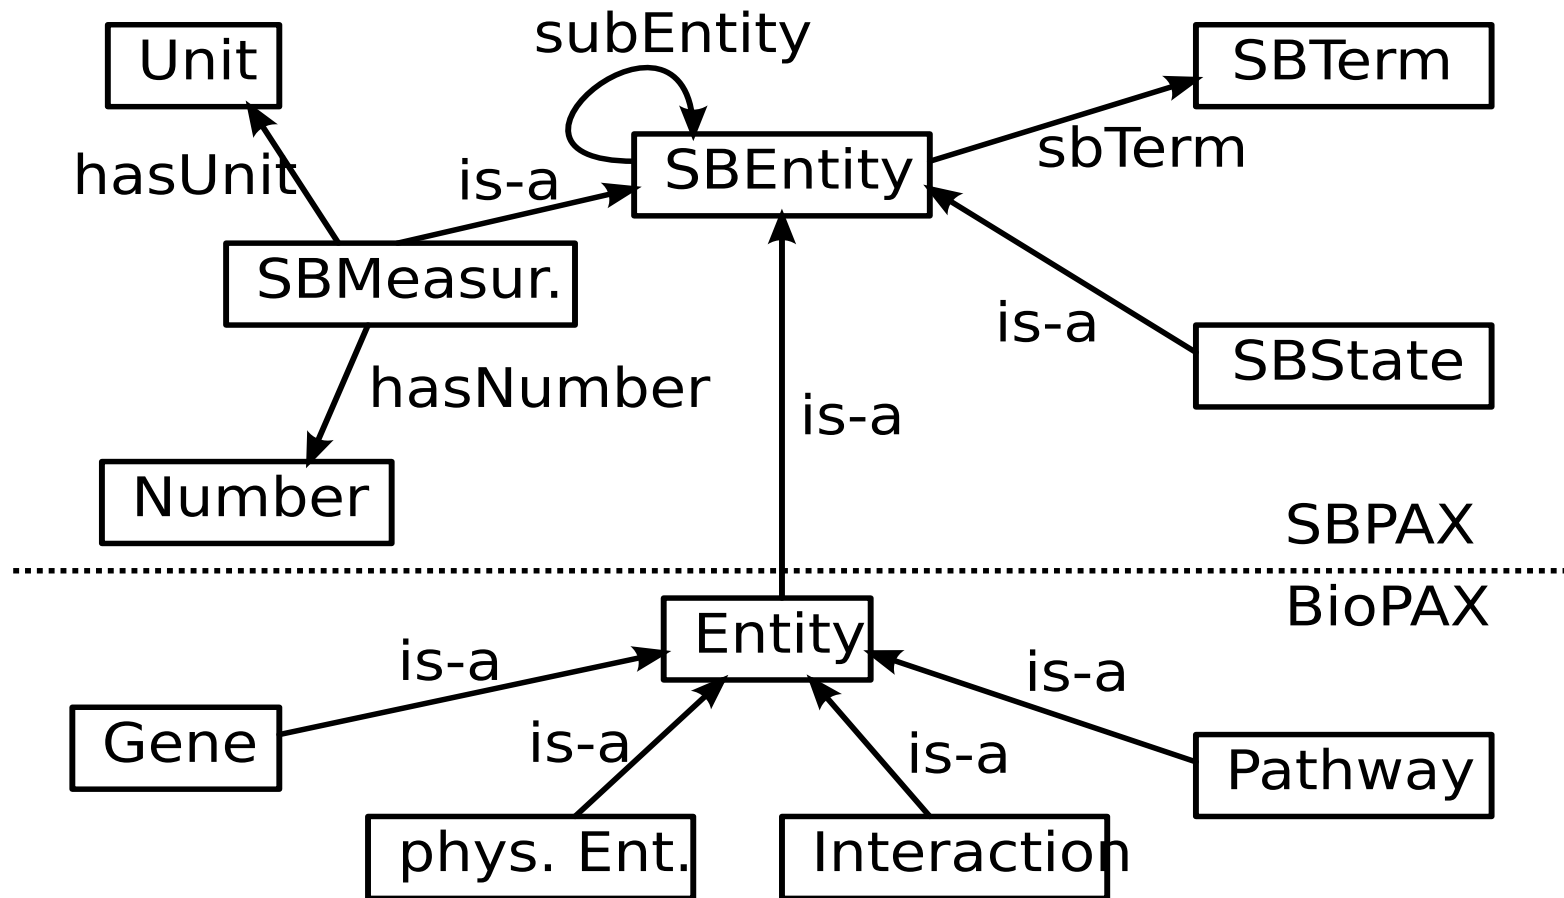 subEntity
Unit
SBTerm
sbTerm
hasUnit
is-a
SBEntity
SBMeasur.
is-a
SBState
hasNumber
is-a
Number
SBPAX
BioPAX
Entity
is-a
is-a
Gene
is-a
is-a
Pathway
phys. Ent.
Interaction